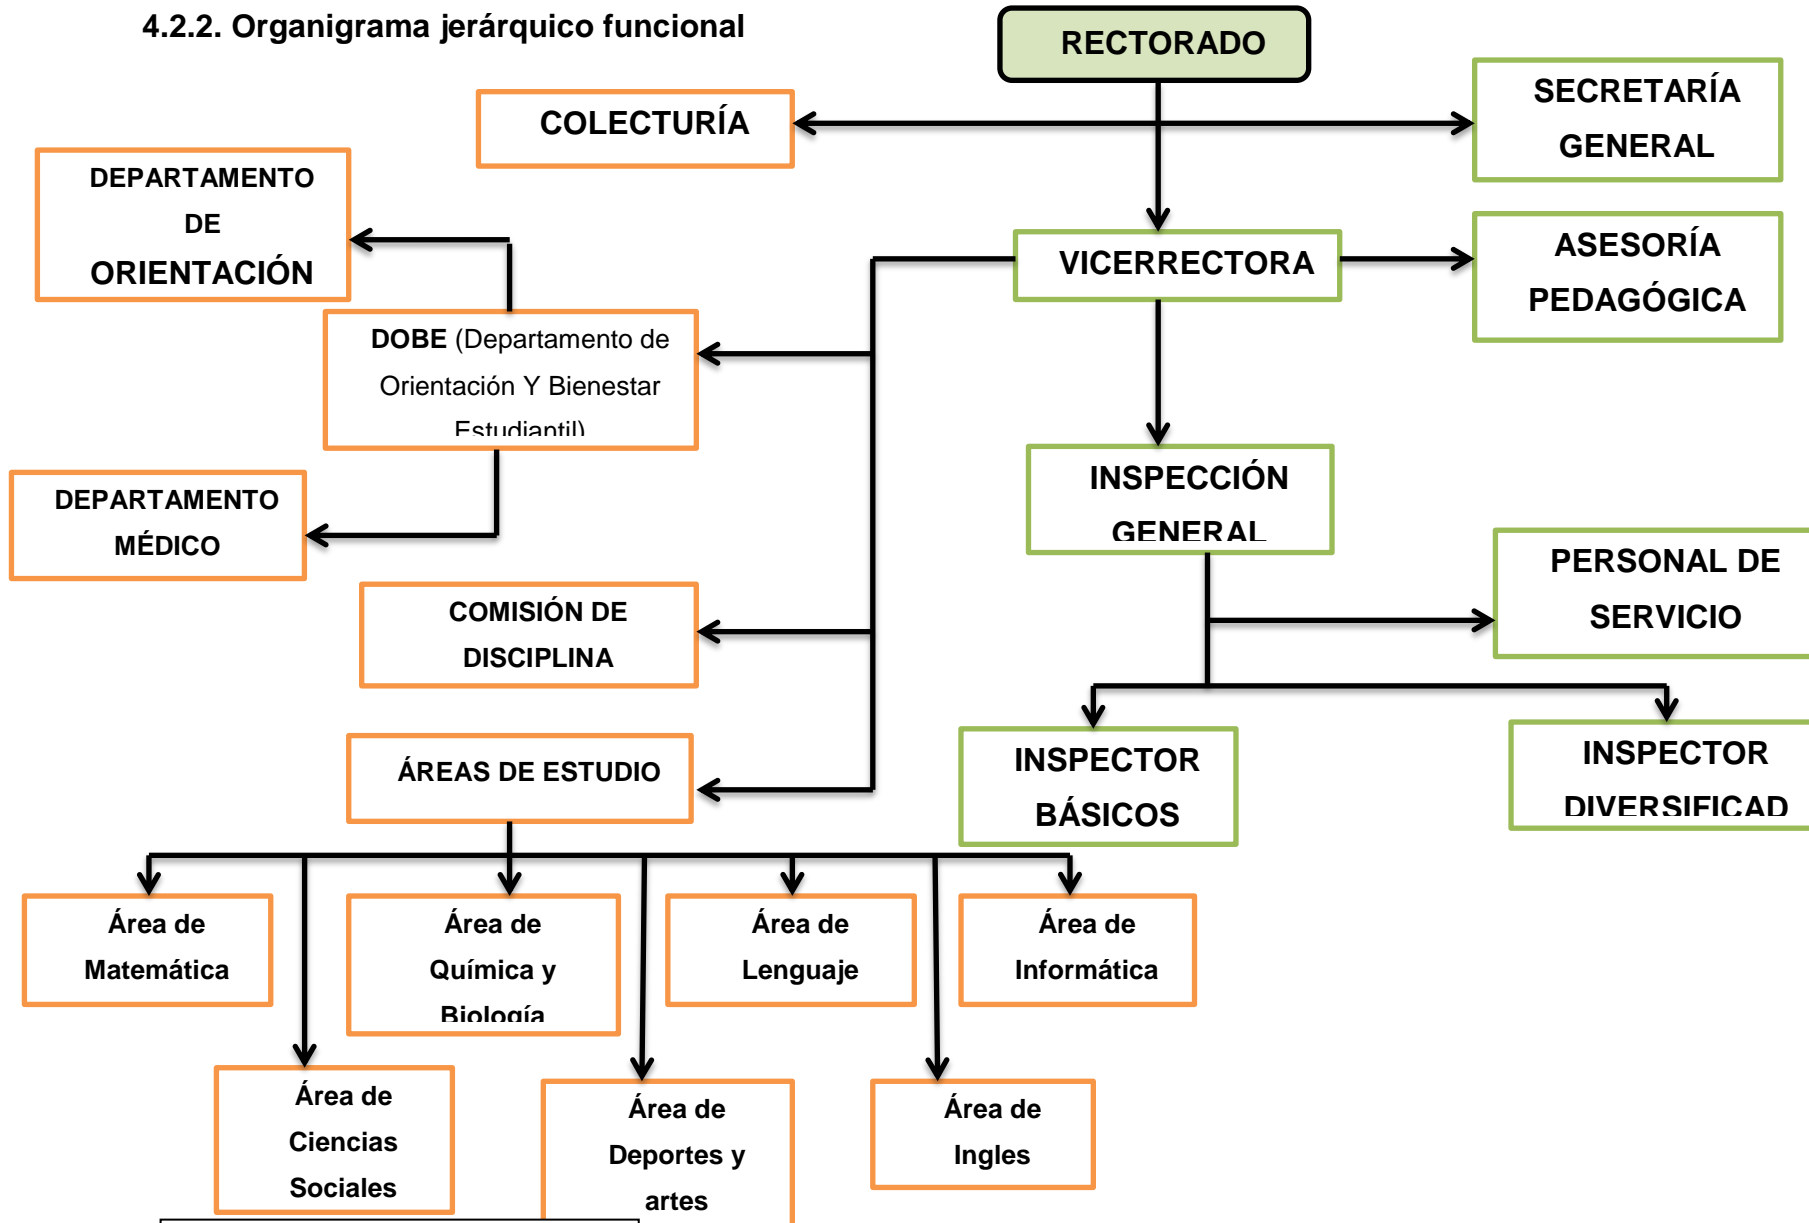 4.2.2. Organigrama jerárquico funcional
RECTORADO
COLECTURÍA
SECRETARÍA
GENERAL
DEPARTAMENTO
DE
ORIENTACIÓN
VICERRECTORA
ASESORÍA
PEDAGÓGICA
DOBE (Departamento de
Orientación Y Bienestar
Estudiantil)
INSPECCIÓN
GENERAL
DEPARTAMENTO
MÉDICO
PERSONAL DE
SERVICIO
COMISIÓN DE
DISCIPLINA
ÁREAS DE ESTUDIO
INSPECTOR
BÁSICOS
INSPECTOR
DIVERSIFICAD
Área de
Matemática
Área de
Química y
Biología
Área de
Lenguaje
Área de
Informática
Área de
Ciencias
Sociales
Área de
Deportes y
artes
Área de
Ingles